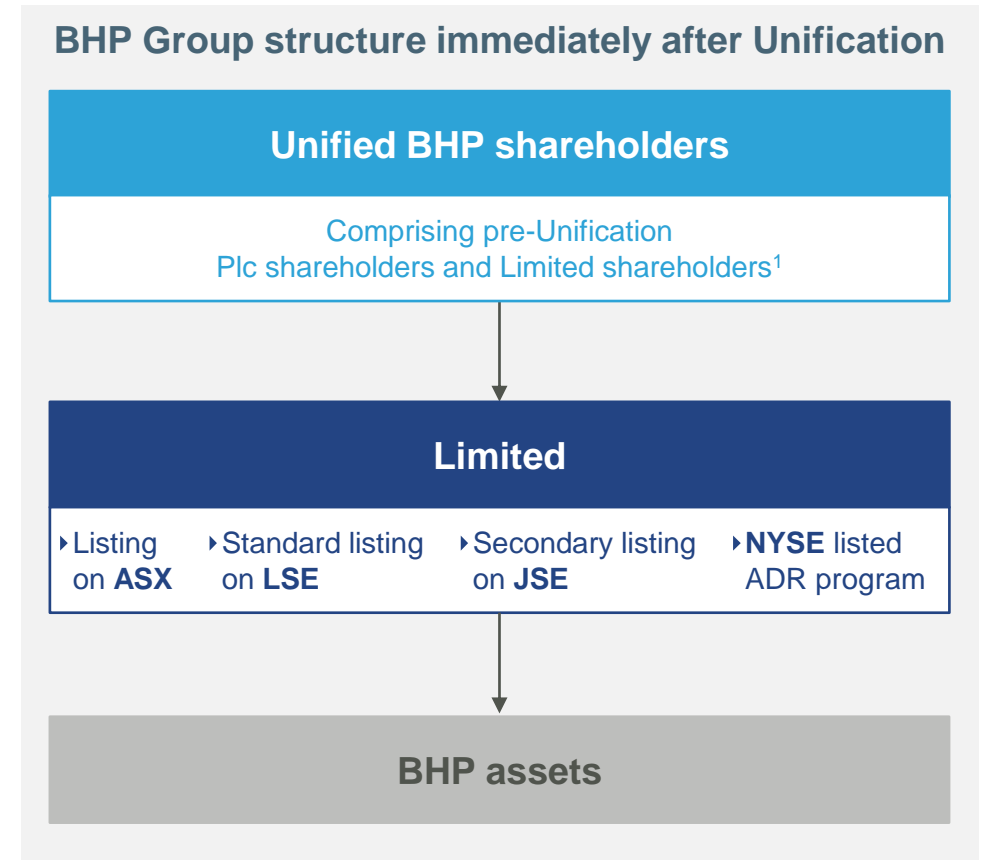 BHP Group structure immediately after Unification
Unified BHP shareholders
Comprising pre-Unification
Plc shareholders and Limited shareholders¹
Limited
Listing
on ASX
Standard listing
on LSE
Secondary listing
on JSE
NYSE listed
ADR program
BHP assets